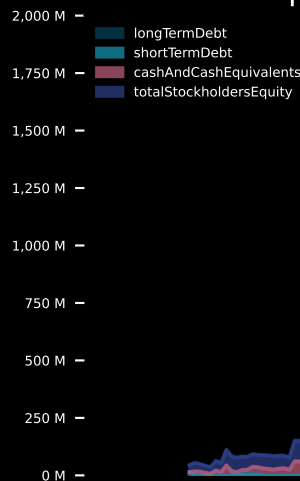 2,000 M
longTermDebt
shortTermDebt
1,750 M
cashAndCashEquivalents
totalStockholdersEquity
1,500 M
1,250 M
1,000 M
750 M
500 M
250 M
0 M